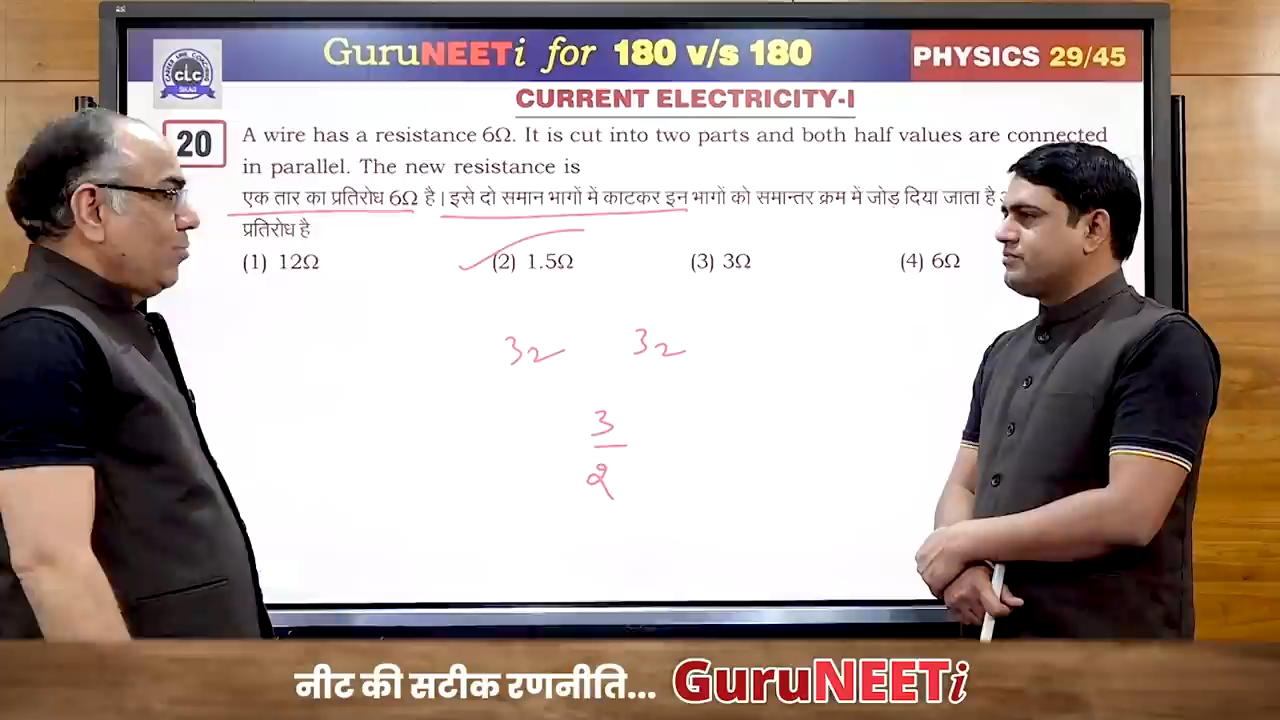 GuruNEETi for 180 v/s 180
PHYSICS 29/45
CLC
SIKAR
CURRENT ELECTRICITY-I
20
A wire has a resistance 6Ω. It is cut into two parts and both half values are connected
in parallel. The new resistance is
एक तार का प्रतिरोध 6Ω है। इसे दो समान भागों में काटकर इन भागों को समान्तर क्रम में जोड़ दिया जाता है
प्रतिरोध है
(1) 12Ω (2) 1.5Ω (3) 3Ω (4) 6Ω
3Ω 3Ω
3
2
नीट की सटीक रणनीति... GuruNEETi